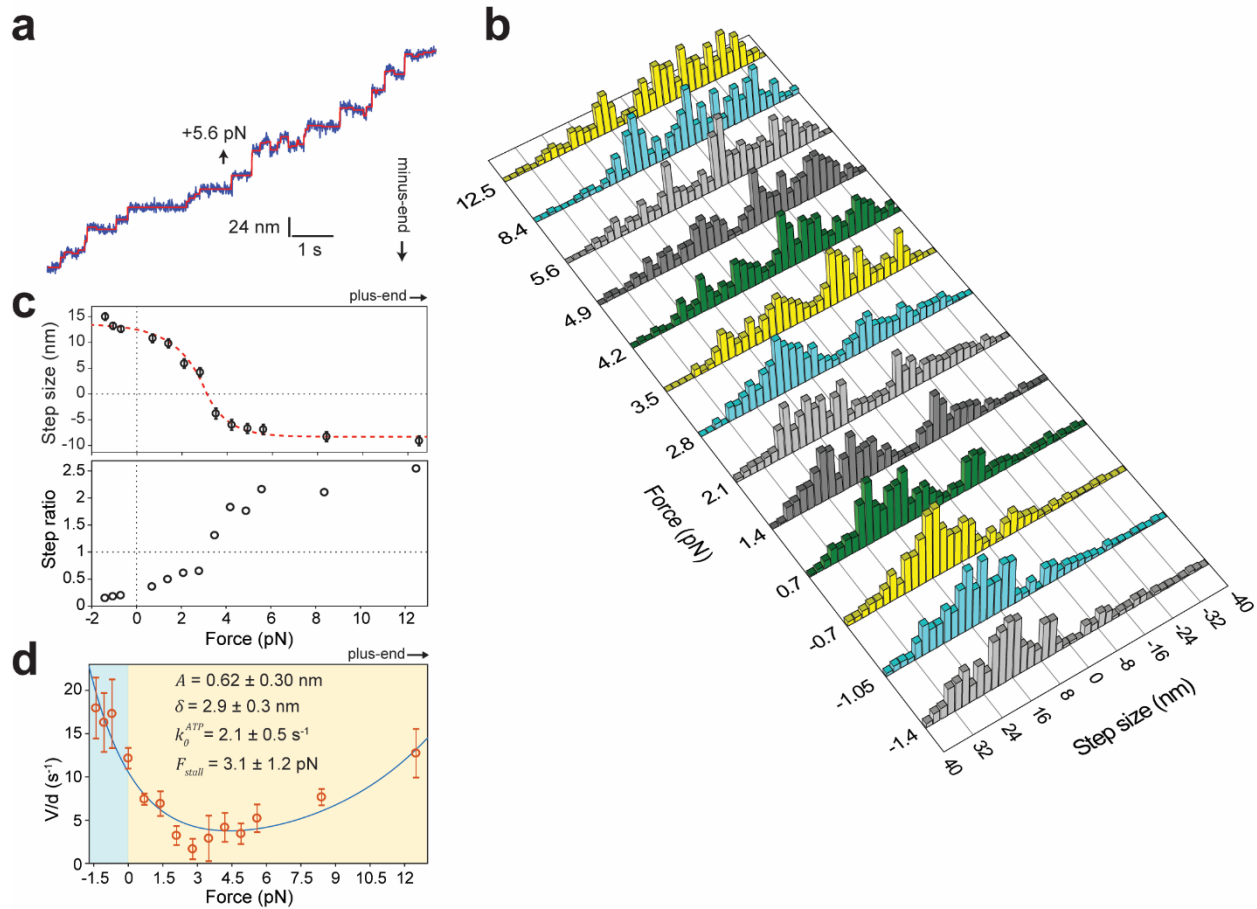 a
+5.6 pN
24 nm
1 s
minus-end
b
12.5
8.4
5.6
4.9
4.2
3.5
2.8
2.1
1.4
0.7
-0.7
-1.05
-1.4
Force (pN)
40
32
24
16
8
0
-8
-16
-24
-32
-40
Step size (nm)
c
plus-end
15
10
5
0
-5
-10
Step size (nm)
2.5
2
1.5
1
0.5
0
Step ratio
-2 0 2 4 6 8 10 12
Force (pN)
d
plus-end
20
15
10
5
0
V/d (s⁻¹)
A = 0.62 ± 0.30 nm
δ = 2.9 ± 0.3 nm
k₀ᴬᵀᴾ = 2.1 ± 0.5 s⁻¹
F_stall = 3.1 ± 1.2 pN
-1.5 0 1.5 3 4.5 6 7.5 9 10.5 12
Force (pN)